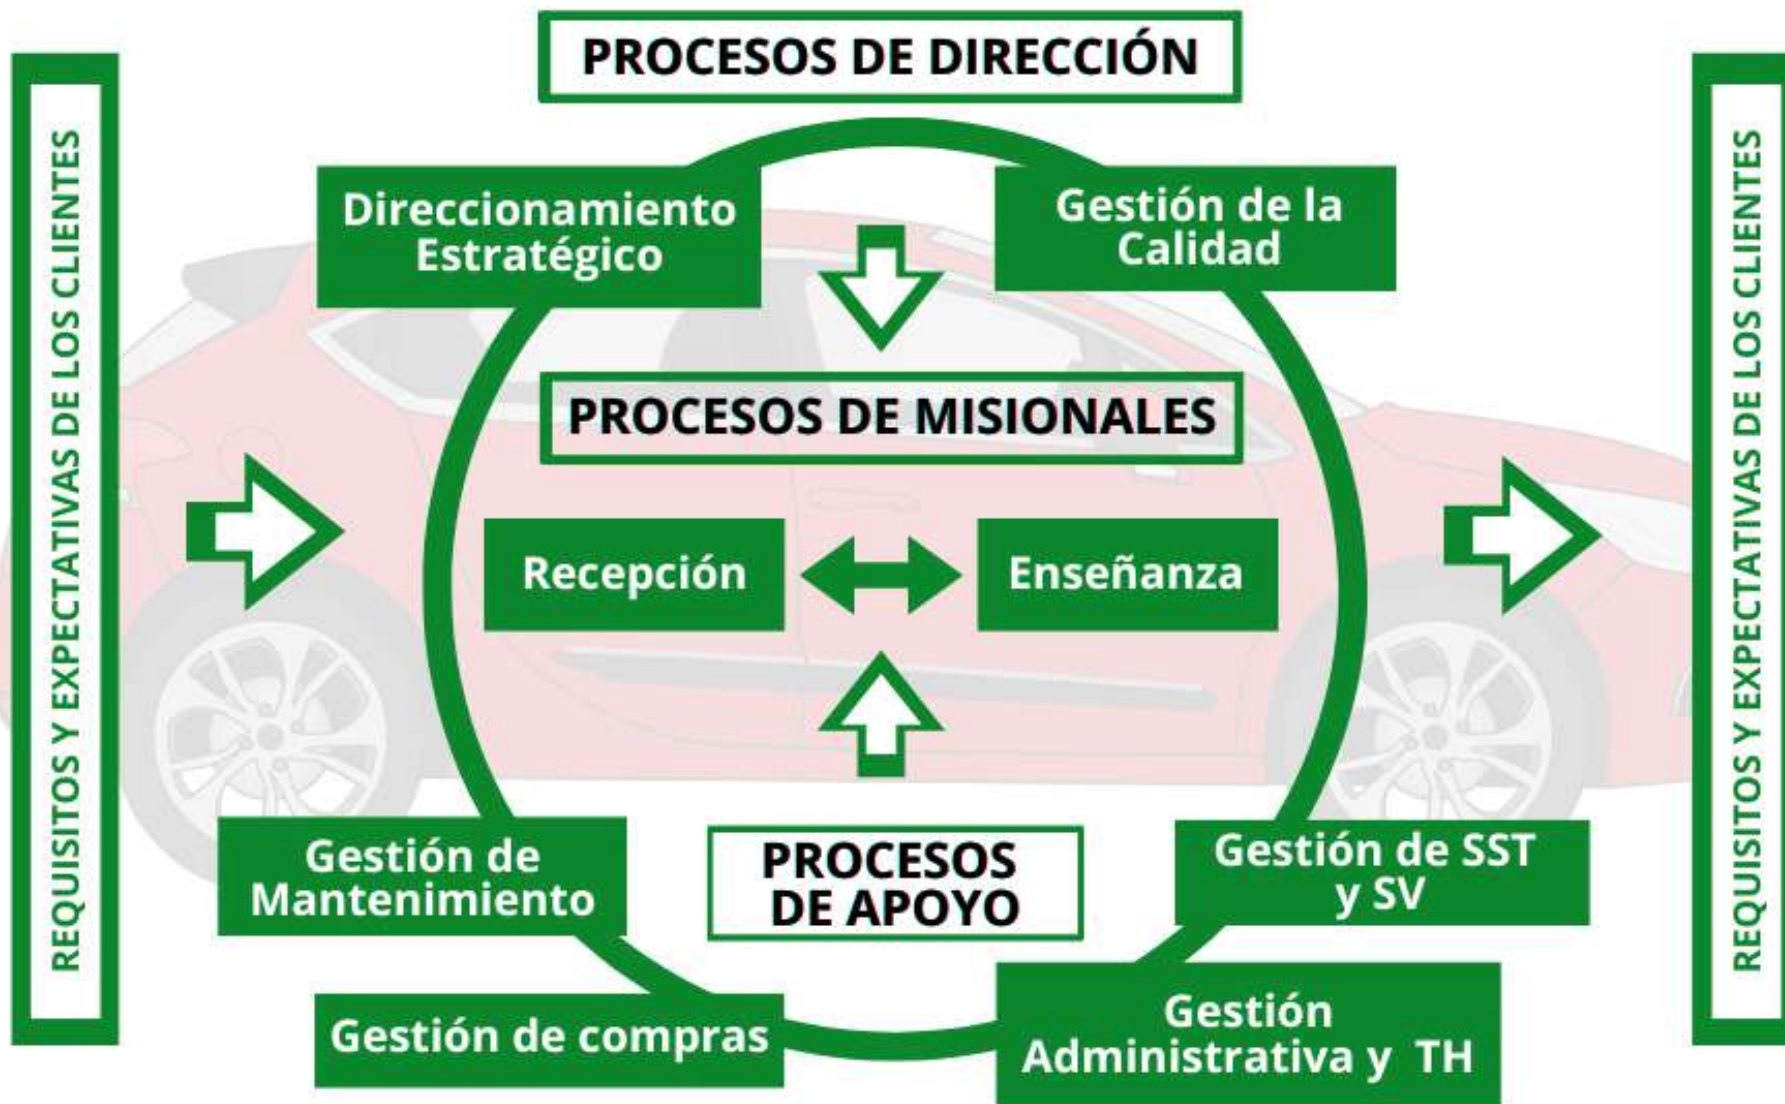 PROCESOS DE DIRECCIÓN
REQUISITOS Y EXPECTATIVAS DE LOS CLIENTES
Direccionamiento
Estratégico
Gestión de la
Calidad
PROCESOS DE MISIONALES
Recepción
Enseñanza
Gestión de
Mantenimiento
PROCESOS
DE APOYO
Gestión de SST
y SV
Gestión de compras
Gestión
Administrativa y TH
REQUISITOS Y EXPECTATIVAS DE LOS CLIENTES